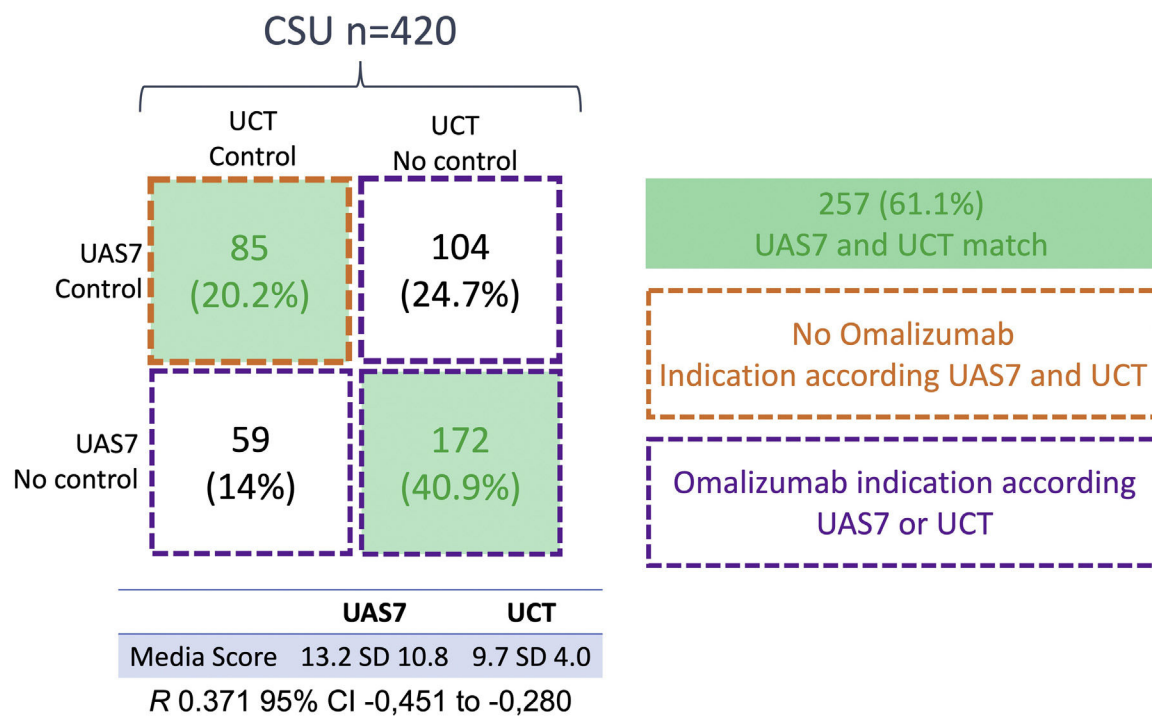 CSU n=420
UCT
Control
UCT
No control
UAS7
Control
85
(20.2%)
104
(24.7%)
UAS7
No control
59
(14%)
172
(40.9%)
257 (61.1%)
UAS7 and UCT match
No Omalizumab
Indication according UAS7 and UCT
Omalizumab indication according
UAS7 or UCT
UAS7 UCT
Media Score 13.2 SD 10.8 9.7 SD 4.0
R 0.371 95% CI -0,451 to -0,280